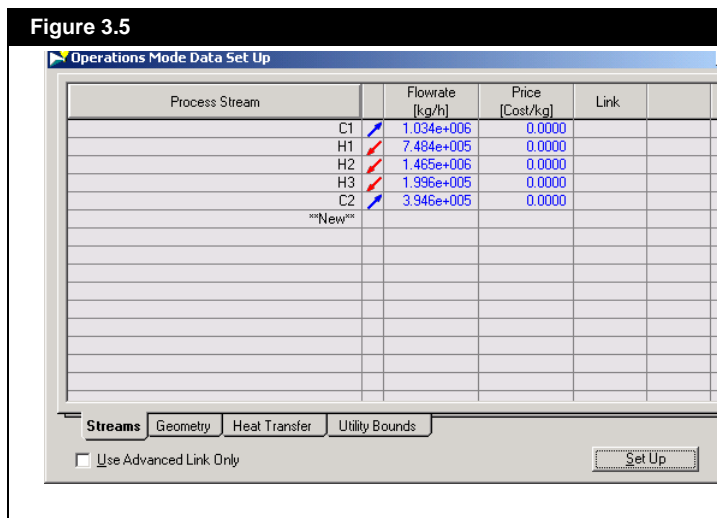 Figure 3.5
Operations Mode Data Set Up
Process Stream Flowrate [kg/h] Price [Cost/kg] Link
C1 1.034e+006 0.0000
H1 7.484e+005 0.0000
H2 1.465e+006 0.0000
H3 1.996e+005 0.0000
C2 3.946e+005 0.0000
**New**
Streams Geometry Heat Transfer Utility Bounds
Use Advanced Link Only Set Up